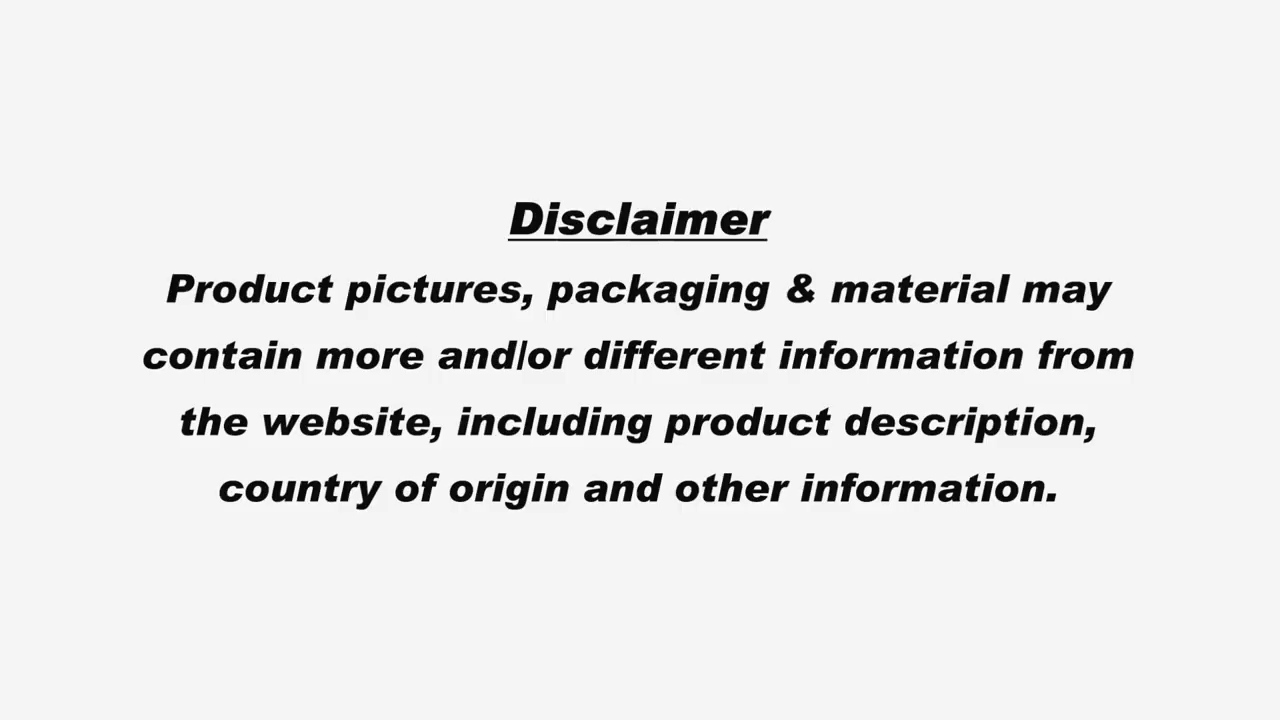 Disclaimer
Product pictures, packaging & material may
contain more and/or different information from
the website, including product description,
country of origin and other information.